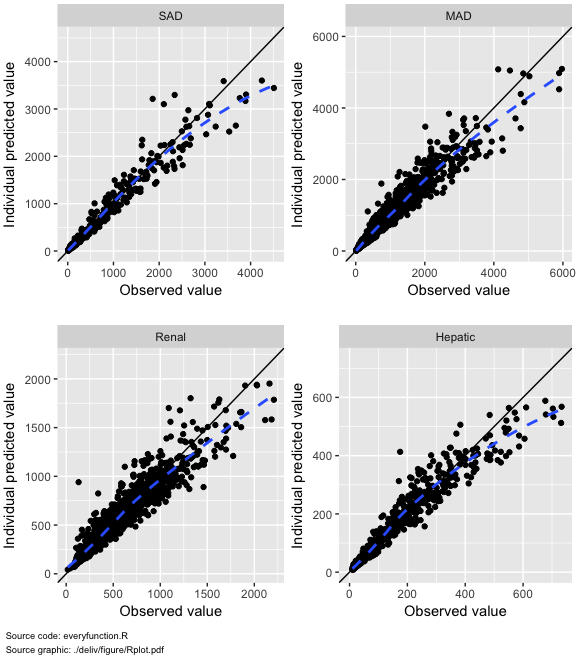 SAD
MAD
Individual predicted value
4000
3000
2000
1000
0
0 1000 2000 3000 4000
Observed value
Individual predicted value
6000
4000
2000
0
0 2000 4000 6000
Observed value
Renal
Hepatic
Individual predicted value
2000
1500
1000
500
0
0 500 1000 1500 2000
Observed value
Individual predicted value
600
400
200
0
0 200 400 600
Observed value
Source code: everyfunction.R
Source graphic: ./deliv/figure/Rplot.pdf